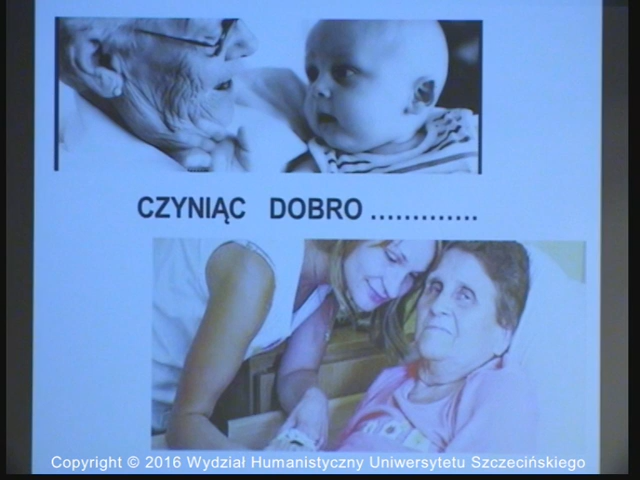 CZYNIĄC DOBRO .............
Copyright © 2016 Wydział Humanistyczny Uniwersytetu Szczecińskiego